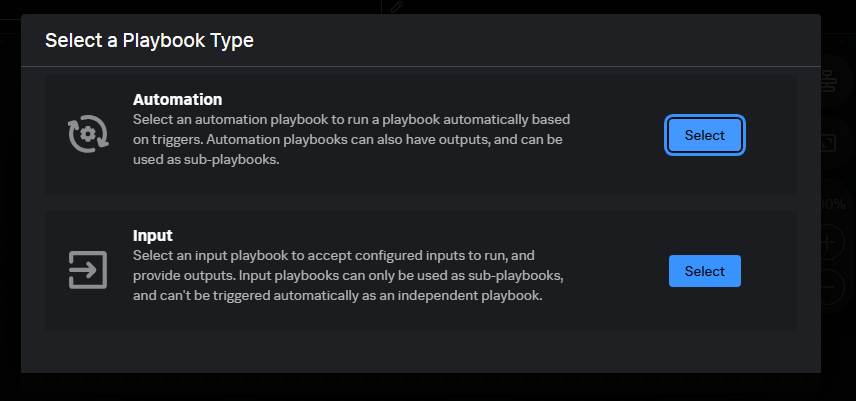 Select a Playbook Type
Automation
Select an automation playbook to run a playbook automatically based
on triggers. Automation playbooks can also have outputs, and can be
used as sub-playbooks.
Select
Input
Select an input playbook to accept configured inputs to run, and
provide outputs. Input playbooks can only be used as sub-playbooks,
and can't be triggered automatically as an independent playbook.
Select